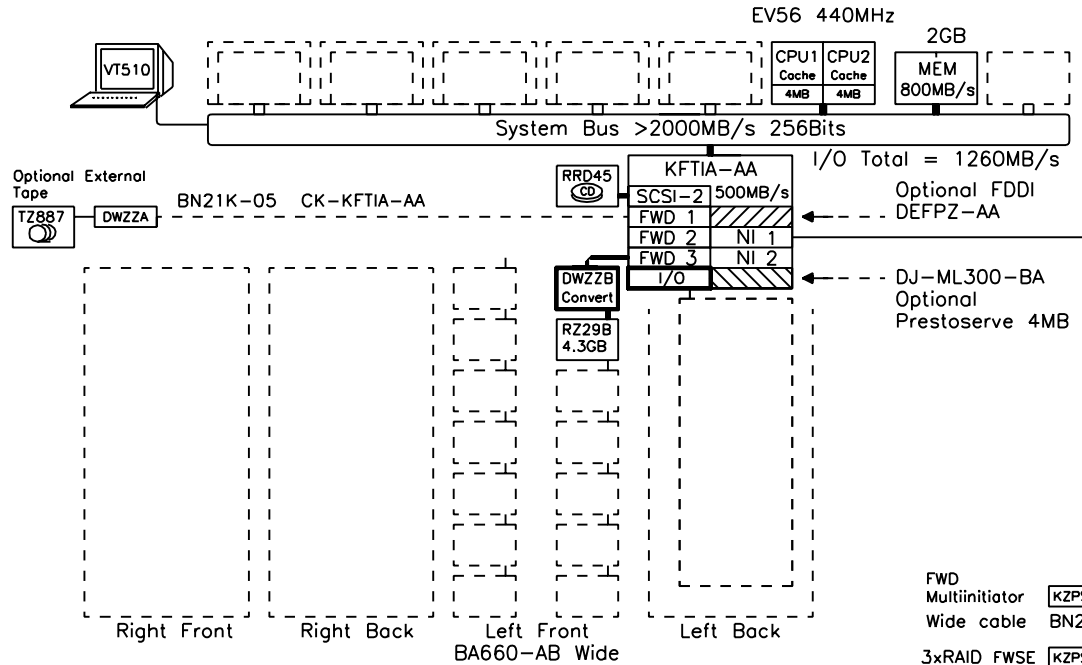 EV56 440MHz
2GB
VT510
CPU1 CPU2
Cache Cache
4MB 4MB
MEM
800MB/s
System Bus >2000MB/s 256Bits
I/O Total = 1260MB/s
KFTIA-AA
RRD45
CD
SCSI-2 500MB/s
Optional External
Tape
TZ887
DWZZA
BN21K-05 CK-KFTIA-AA
FWD 1
FWD 2 NI 1
FWD 3 NI 2
I/O
Optional FDDI
DEFPZ-AA
DWZZB
Convert
RZ29B
4.3GB
DJ-ML300-BA
Optional
Prestoserve 4MB
Right Front
Right Back
Left Front
BA660-AB Wide
Left Back
FWD
Multiinitiator
Wide cable
3xRAID FWSE